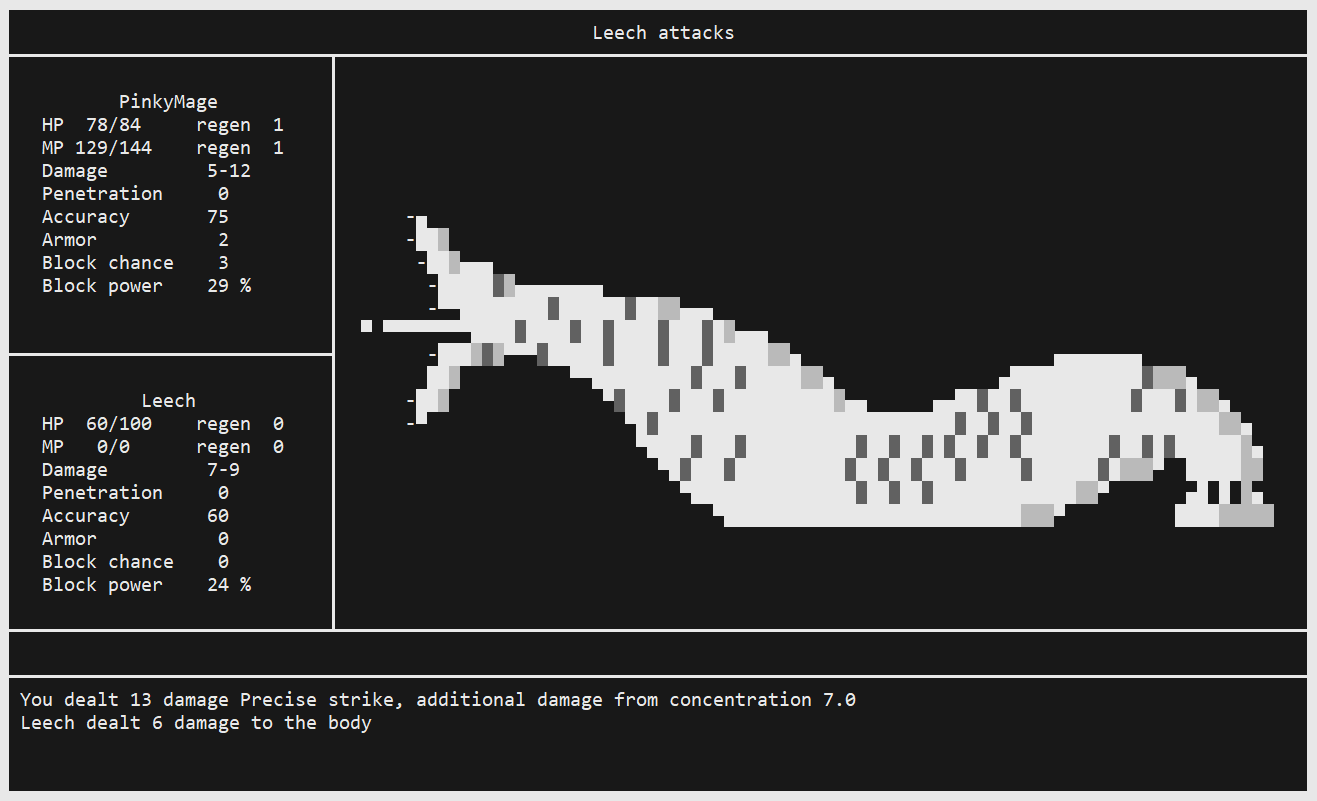 Leech attacks
PinkyMage
HP 78/84 regen 1
MP 129/144 regen 1
Damage 5-12
Penetration 0
Accuracy 75
Armor 2
Block chance 3
Block power 29 %
Leech
HP 60/100 regen 0
MP 0/0 regen 0
Damage 7-9
Penetration 0
Accuracy 60
Armor 0
Block chance 0
Block power 24 %
You dealt 13 damage Precise strike, additional damage from concentration 7.0
Leech dealt 6 damage to the body